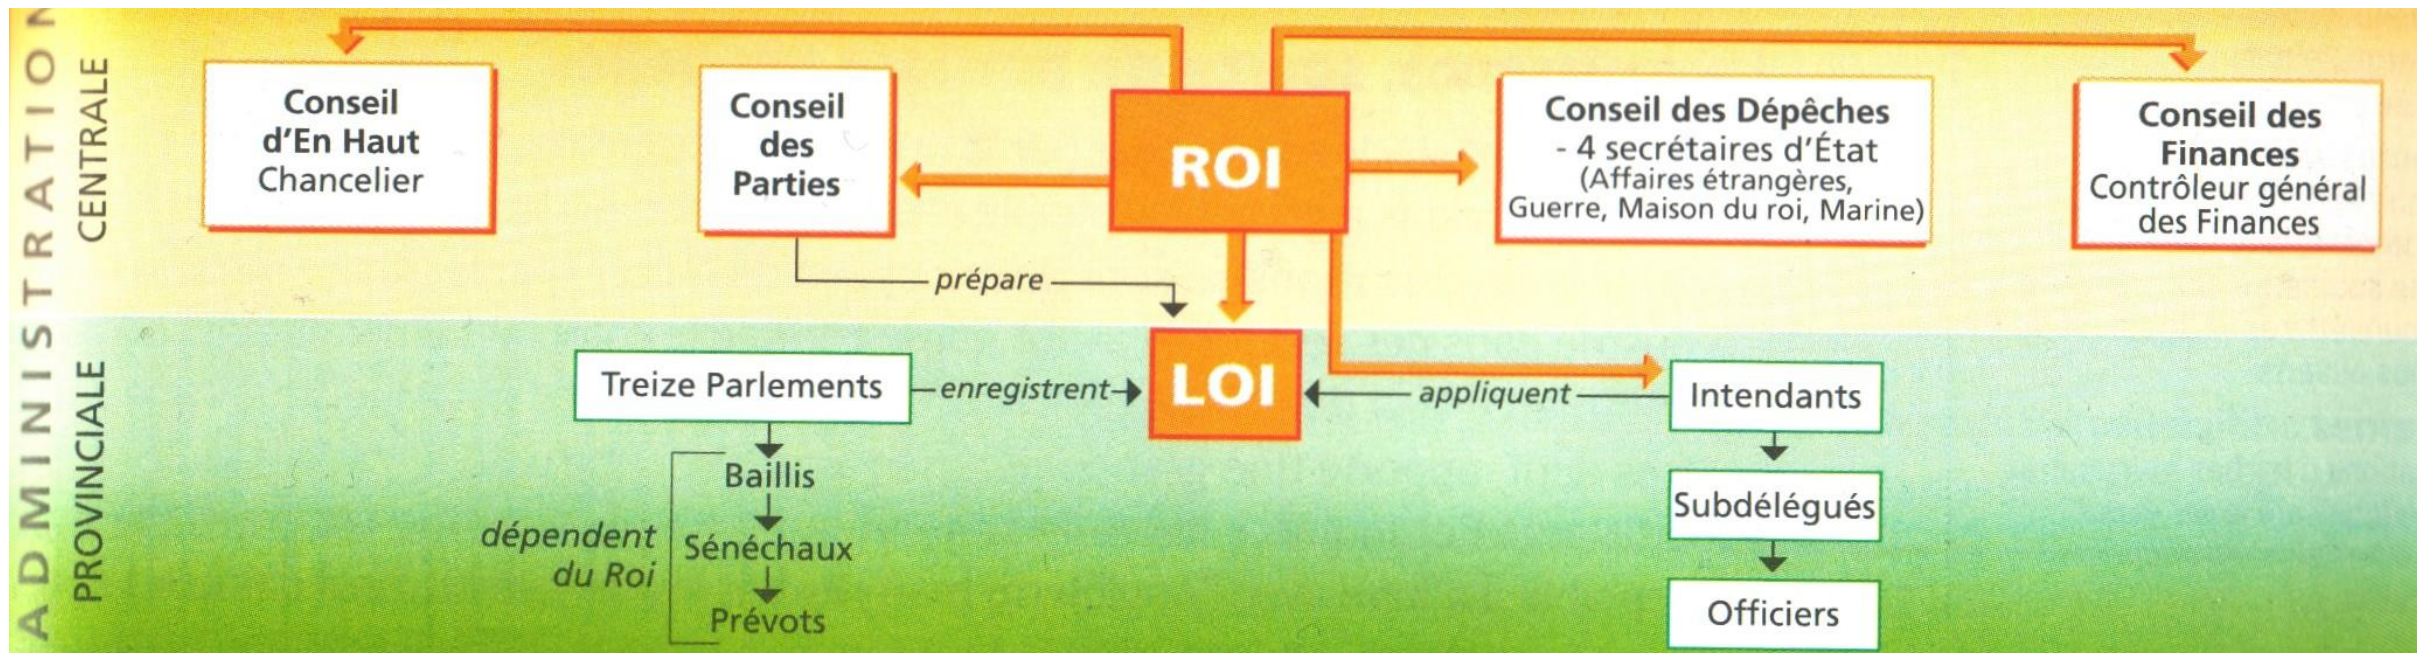 ADMINISTRATION
CENTRALE
Conseil
d'En Haut
Chancelier
Conseil
des
Parties
ROI
Conseil des Dépêches
- 4 secrétaires d'État
(Affaires étrangères,
Guerre, Maison du roi, Marine)
Conseil des
Finances
Contrôleur général
des Finances
prépare
PROVINCIALE
Treize Parlements
enregistrent
LOI
appliquent
Intendants
Baillis
Sénéchaux
Prévots
dépendent
du Roi
Subdélégués
Officiers